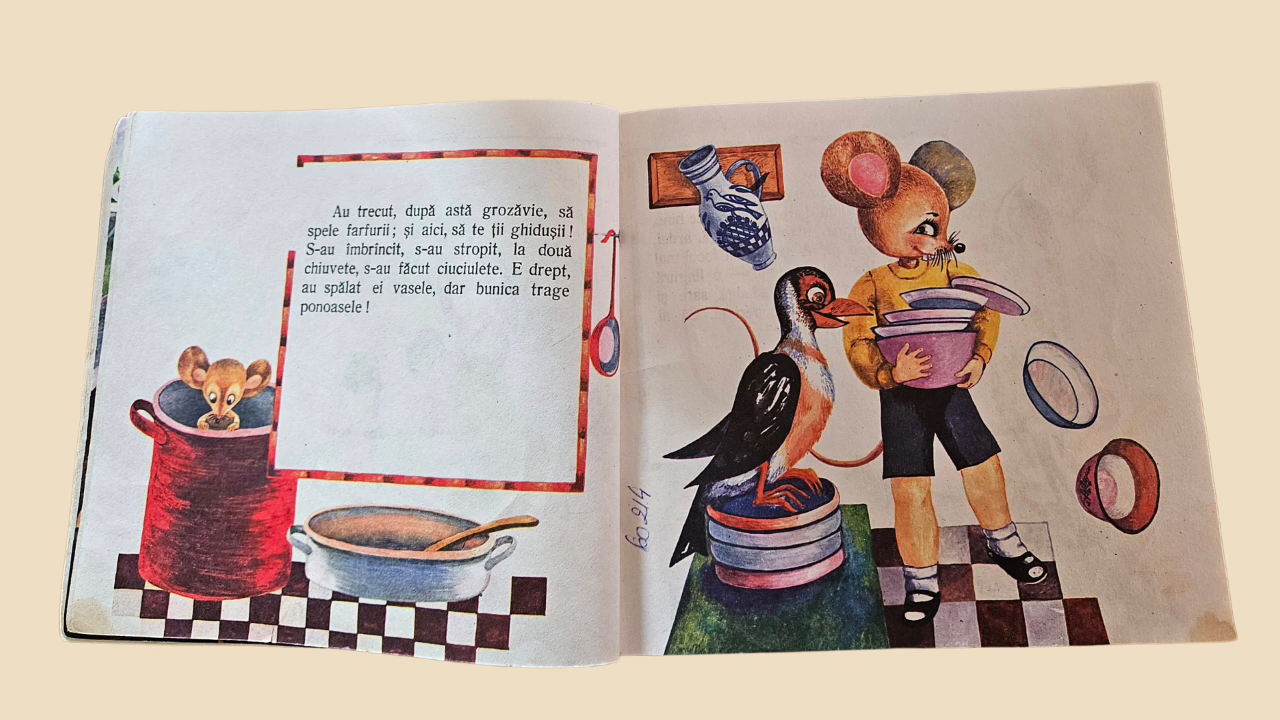 Au trecut, după astă grozăvie, să
spele farfurii; și aici, să te ții ghidușii!
S-au îmbrîncit, s-au stropit, la două
chiuvete, s-au făcut ciuciulete. E drept,
au spălat ei vasele, dar bunica trage
ponoasele!